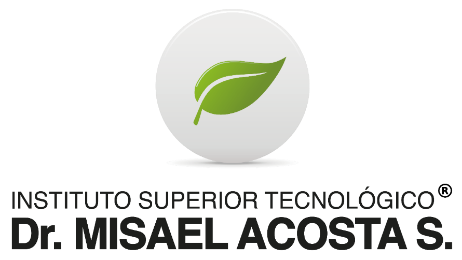 INSTITUTO SUPERIOR TECNOLÓGICO®
Dr. MISAEL ACOSTA S.